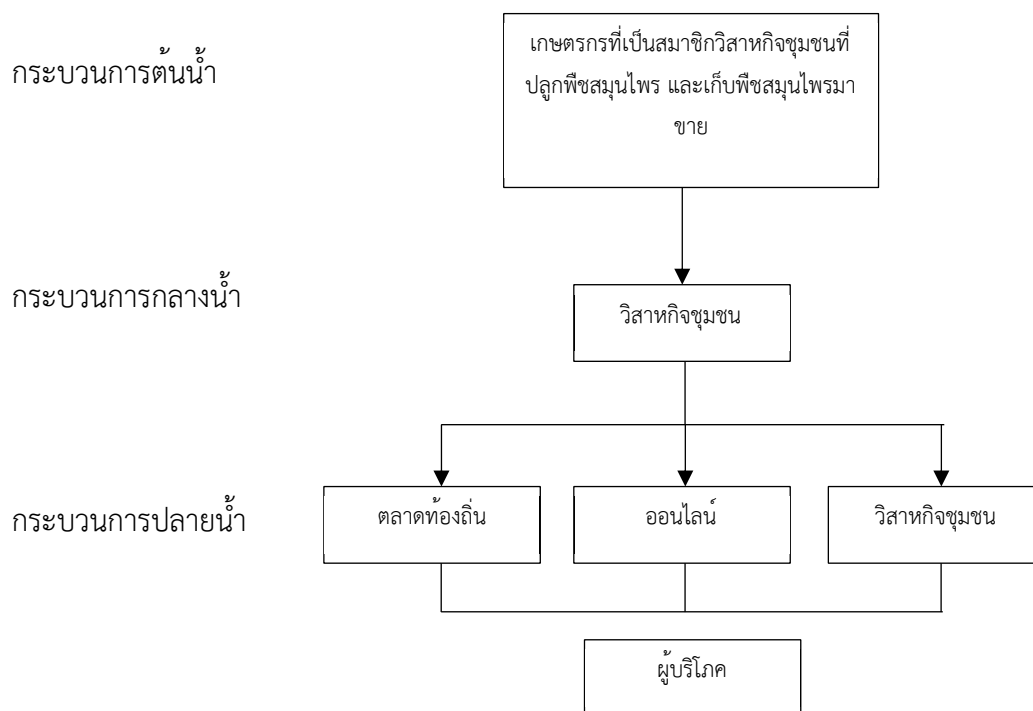 กระบวนการต้นน้ำ
เกษตรกรที่เป็นสมาชิกวิสาหกิจชุมชนที่
ปลูกพืชสมุนไพร และเก็บพืชสมุนไพรมา
ขาย
กระบวนการกลางน้ำ
วิสาหกิจชุมชน
กระบวนการปลายน้ำ
ตลาดท้องถิ่น
ออนไลน์
วิสาหกิจชุมชน
ผู้บริโภค